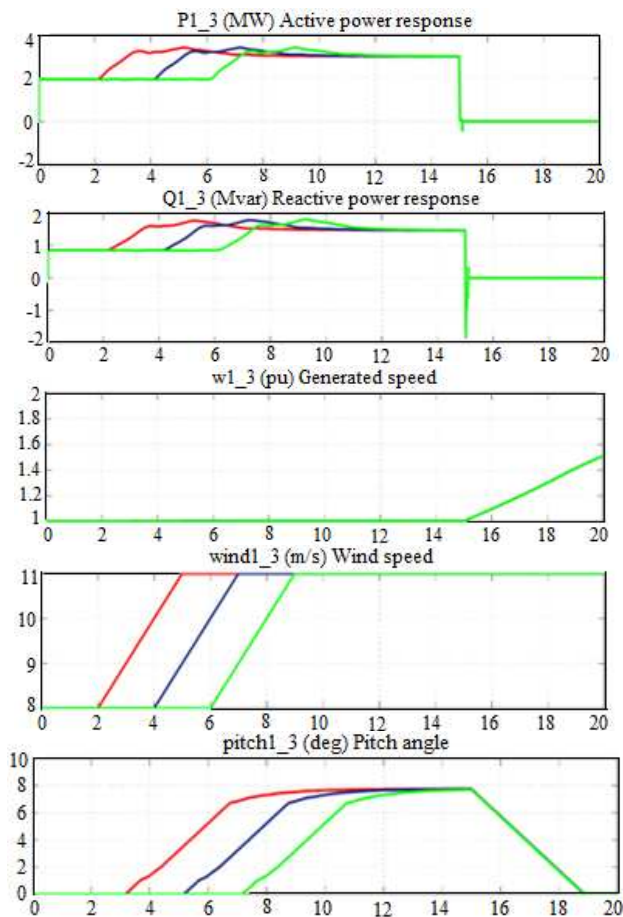 P1_3 (MW) Active power response
4
2
0
-2
0 2 4 6 8 10 12 14 16 18 20
Q1_3 (Mvar) Reactive power response
2
1
0
-1
-2
0 2 4 6 8 10 12 14 16 18 20
w1_3 (pu) Generated speed
2
1.8
1.6
1.4
1.2
1
0 2 4 6 8 10 12 14 16 18 20
wind1_3 (m/s) Wind speed
11
10
9
8
0 2 4 6 8 10 12 14 16 18 20
pitch1_3 (deg) Pitch angle
10
8
6
4
2
0
0 2 4 6 8 10 12 14 16 18 20